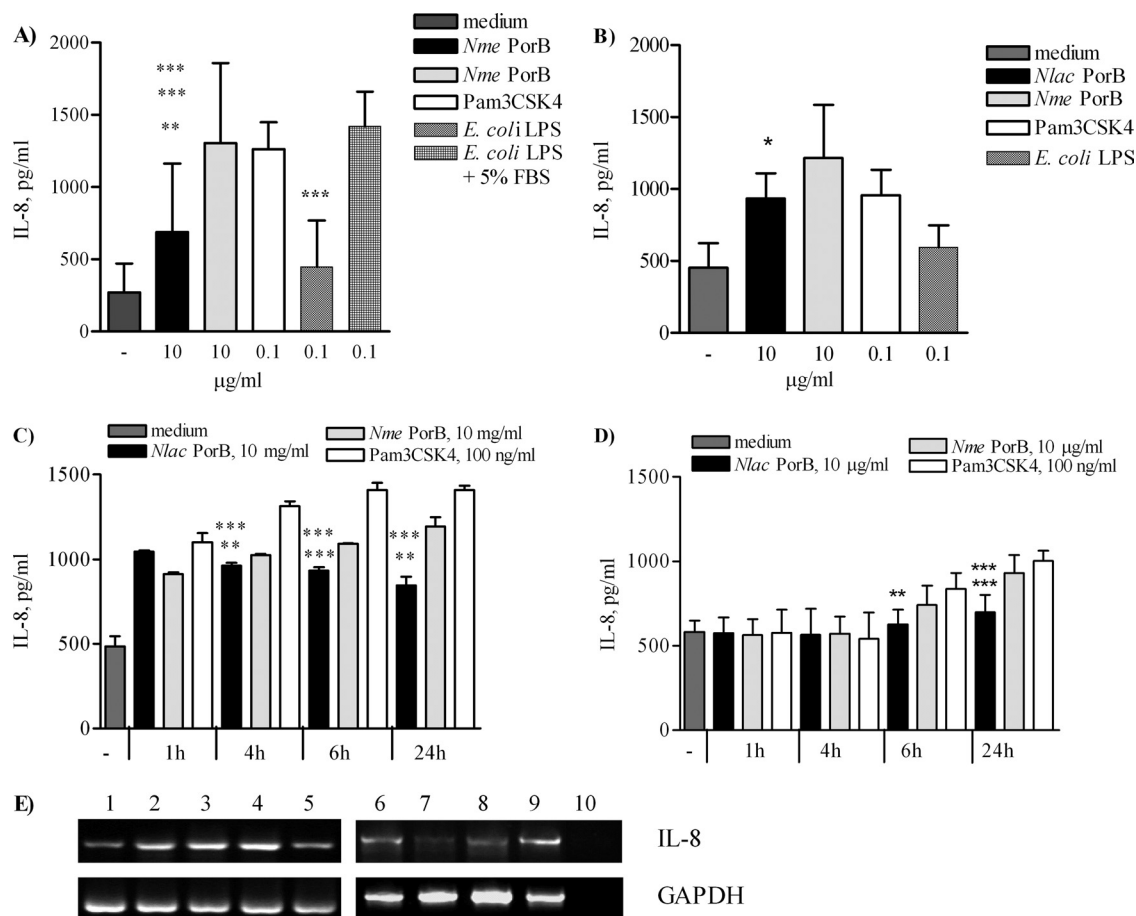 A)
medium
Nme PorB
Nme PorB
Pam3CSK4
E. coli LPS
E. coli LPS
+ 5% FBS
IL-8, pg/ml
2000
1500
1000
500
0
***
***
**
***
- 10 10 0.1 0.1 0.1
μg/ml
B)
medium
Nlac PorB
Nme PorB
Pam3CSK4
E. coli LPS
IL-8, pg/ml
2000
1500
1000
500
0
*
- 10 10 0.1 0.1
μg/ml
C)
medium
Nlac PorB, 10 mg/ml
Nme PorB, 10 mg/ml
Pam3CSK4, 100 ng/ml
IL-8, pg/ml
1500
1000
500
0
***
**
***
***
***
**
- 1h 4h 6h 24h
D)
medium
Nlac PorB, 10 μg/ml
Nme PorB, 10 μg/ml
Pam3CSK4, 100 ng/ml
IL-8, pg/ml
1500
1000
500
0
**
***
***
- 1h 4h 6h 24h
E) 1 2 3 4 5 6 7 8 9 10
IL-8
GAPDH